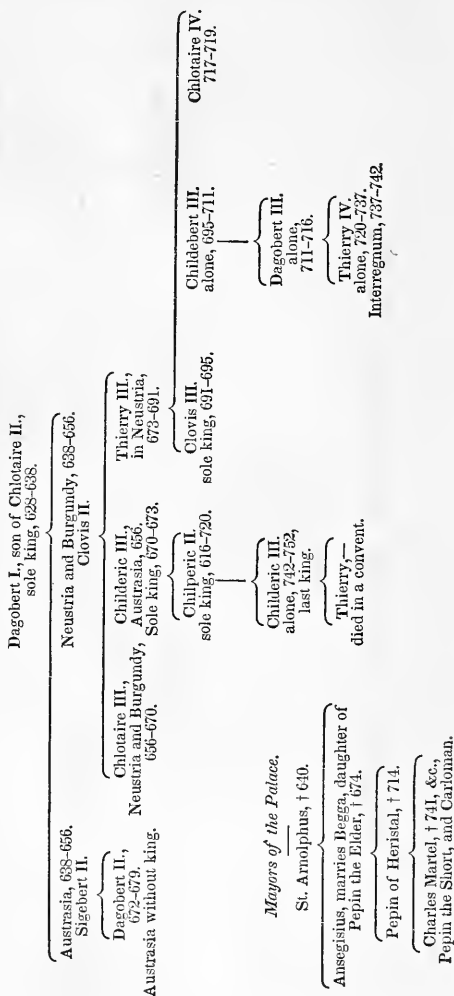 Dagobert I., son of Chlotaire II.,
sole king, 628-638.
Austrasia, 638-656.
Sigebert II.
Neustria and Burgundy, 638-656.
Clovis II.
Dagobert II.,
672-679.
Austrasia without king.
Chlotaire III.,
Neustria and Burgundy,
656-670.
Childeric III.,
Austrasia, 656.
Sole king, 670-673.
Thierry III.,
in Neustria,
673-691.
Chilperic II.
sole king, 616-720.
Clovis III.
sole king, 691-695.
Childebert III.
alone, 695-711.
Chlotaire IV.
717-719.
Childeric III.
alone, 742-752,
last king.
Dagobert III.
alone,
711-716.
Thierry,—
died in a convent.
Thierry IV.
alone, 720-737.
Interregnum, 737-742.
Mayors of the Palace.
St. Arnolphus, † 640.
Ansegisius, marries Begga, daughter of
Pepin the Elder, † 674.
Pepin of Heristal, † 714.
Charles Martel, † 741, &c.,
Pepin the Short, and Carloman.